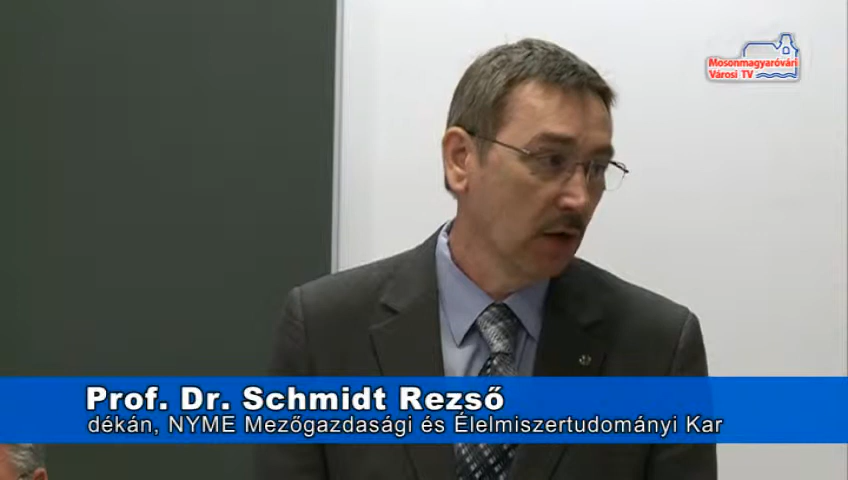 Mosonmagyaróvári
Városi TV
Prof. Dr. Schmidt Rezső
dékán, NYME Mezőgazdasági és Élelmiszertudományi Kar